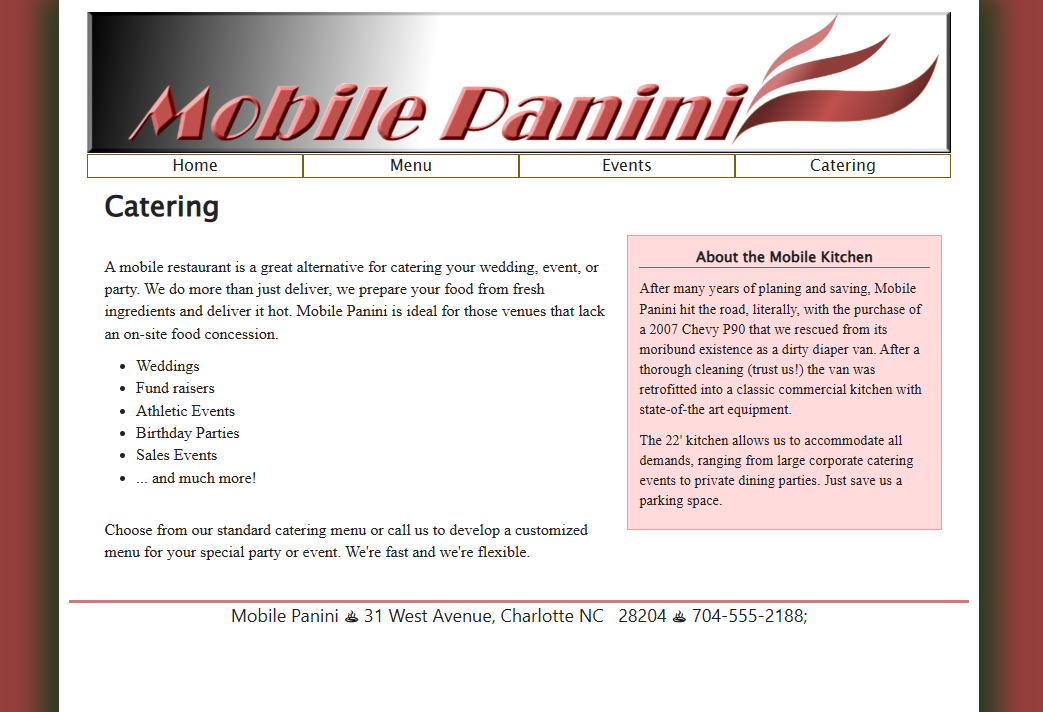 Mobile Panini
Home Menu Events Catering
Catering
A mobile restaurant is a great alternative for catering your wedding, event, or
party. We do more than just deliver, we prepare your food from fresh
ingredients and deliver it hot. Mobile Panini is ideal for those venues that lack
an on-site food concession.
• Weddings
• Fund raisers
• Athletic Events
• Birthday Parties
• Sales Events
• ... and much more!
Choose from our standard catering menu or call us to develop a customized
menu for your special party or event. We're fast and we're flexible.
About the Mobile Kitchen
After many years of planing and saving, Mobile
Panini hit the road, literally, with the purchase of
a 2007 Chevy P90 that we rescued from its
moribund existence as a dirty diaper van. After a
thorough cleaning (trust us!) the van was
retrofitted into a classic commercial kitchen with
state-of-the art equipment.
The 22' kitchen allows us to accommodate all
demands, ranging from large corporate catering
events to private dining parties. Just save us a
parking space.
Mobile Panini ♨ 31 West Avenue, Charlotte NC 28204 ♨ 704-555-2188;